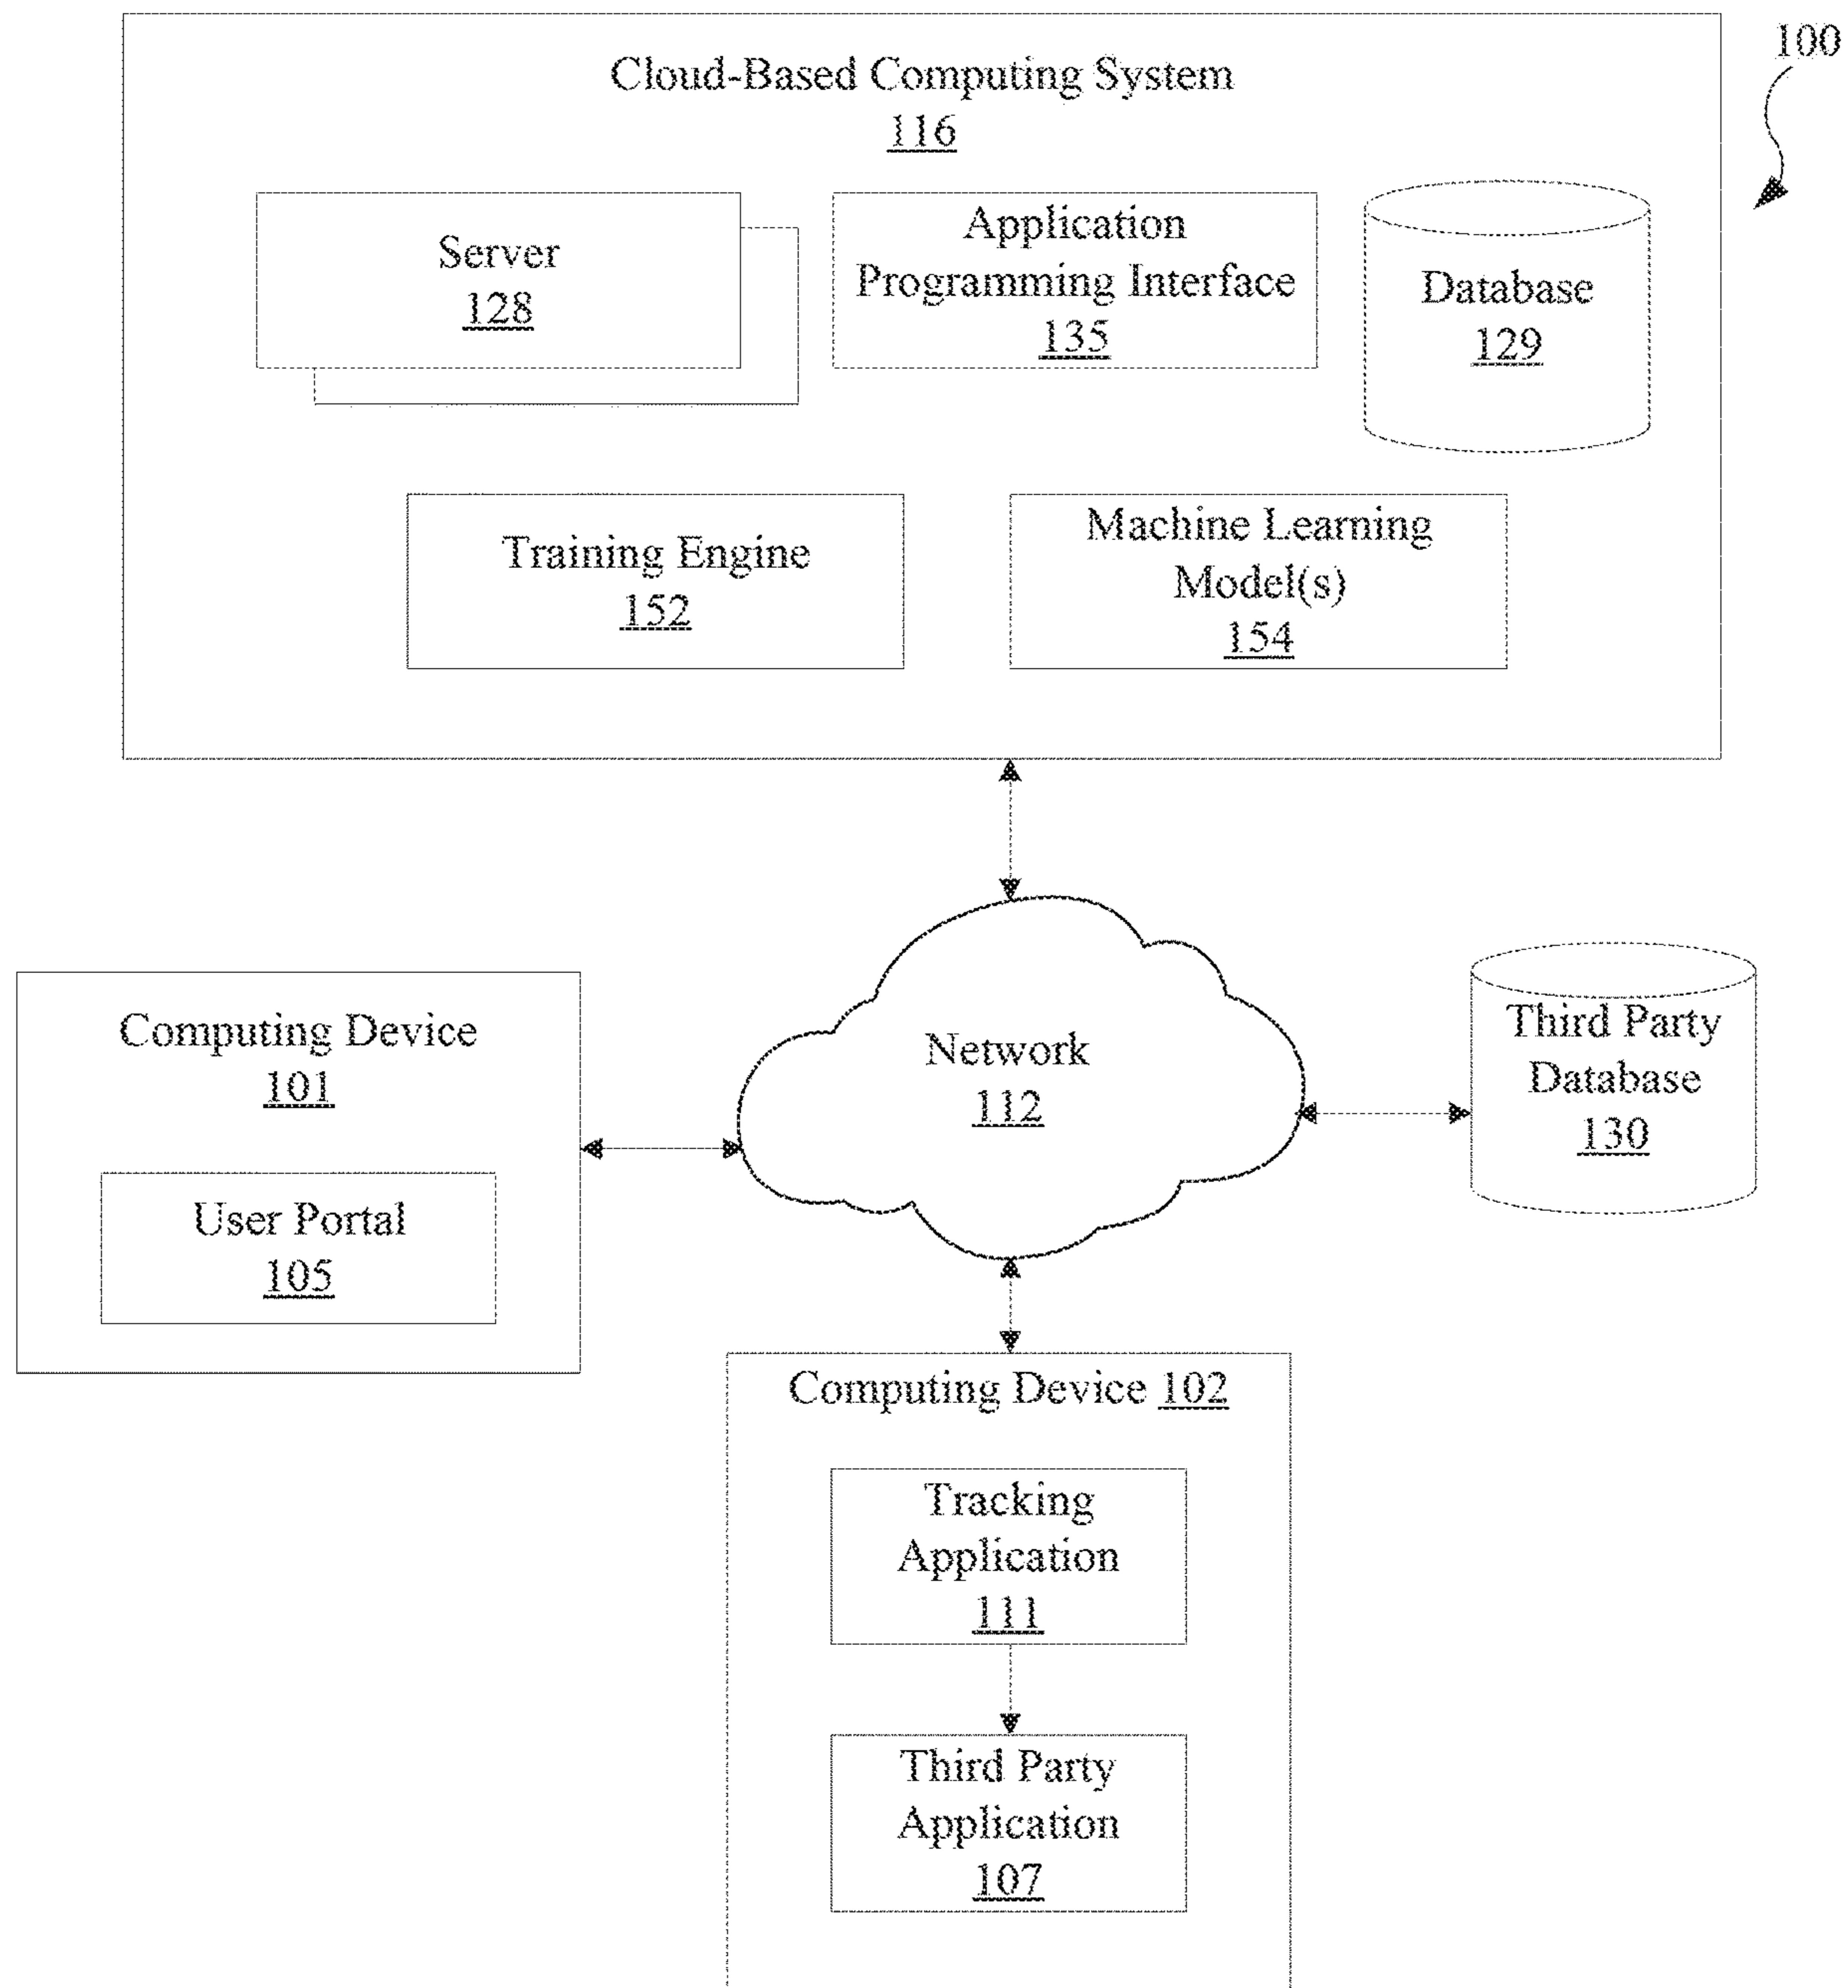 100
Cloud-Based Computing System
116
Server
128
Application
Programming Interface
135
Database
129
Training Engine
152
Machine Learning
Model(s)
154
Computing Device
101
User Portal
105
Network
112
Third Party
Database
130
Computing Device 102
Tracking
Application
111
Third Party
Application
107